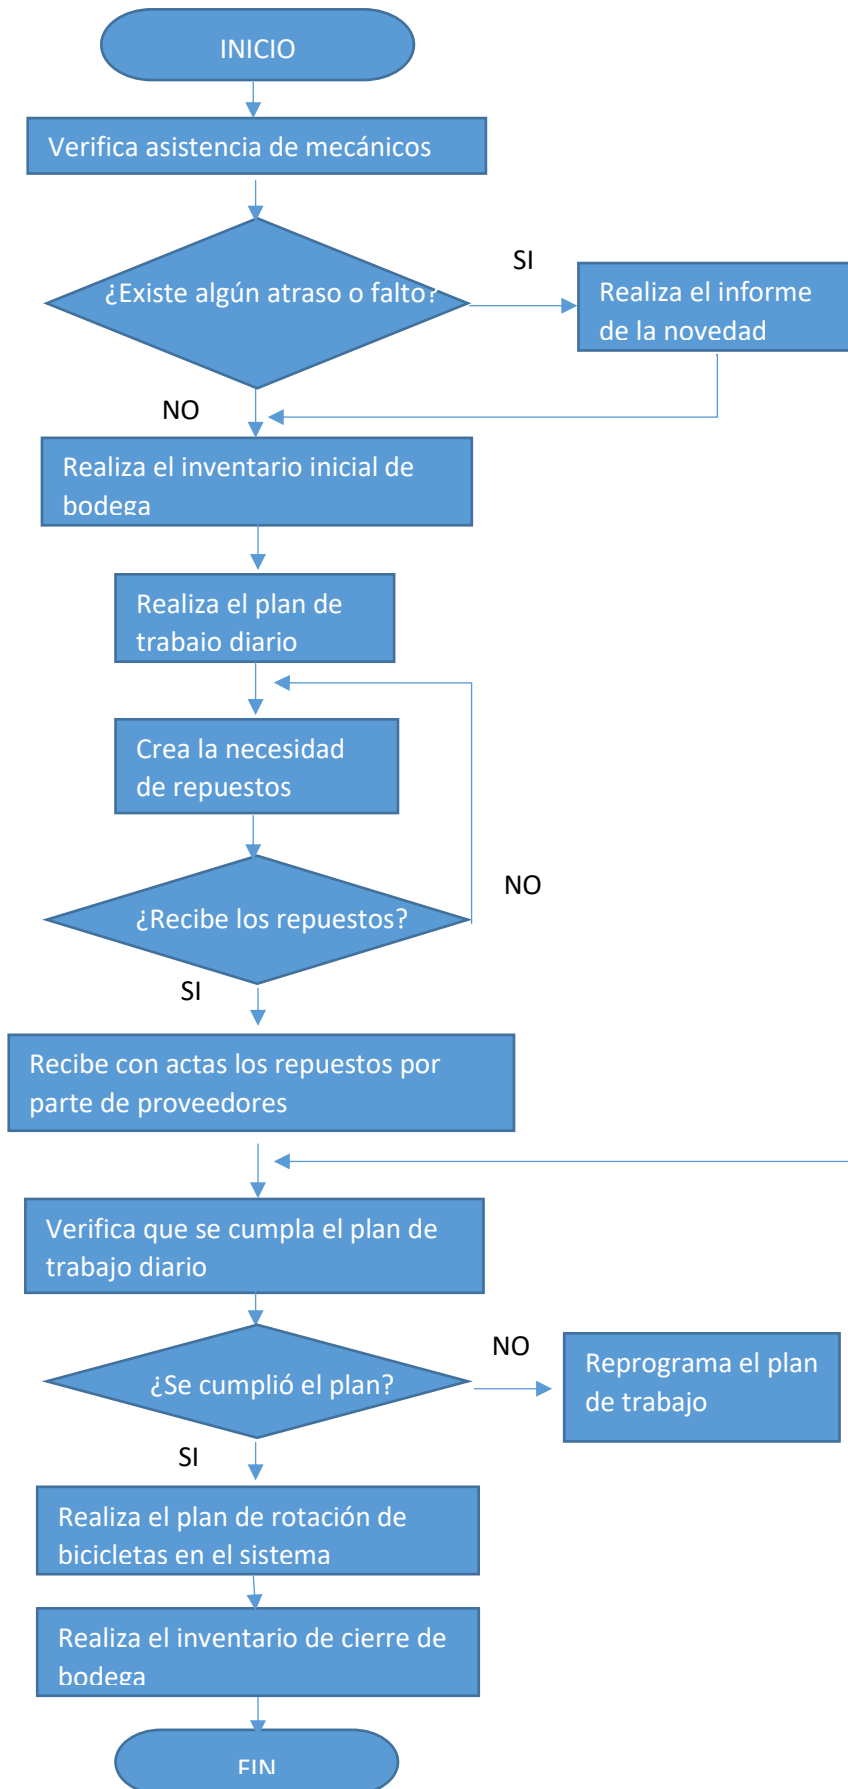 INICIO
Verifica asistencia de mecánicos
¿Existe algún atraso o falto?
SI
Realiza el informe
de la novedad
NO
Realiza el inventario inicial de
bodega
Realiza el plan de
trabajo diario
Crea la necesidad
de repuestos
NO
¿Recibe los repuestos?
SI
Recibe con actas los repuestos por
parte de proveedores
Verifica que se cumpla el plan de
trabajo diario
NO
¿Se cumplió el plan?
Reprograma el plan
de trabajo
SI
Realiza el plan de rotación de
bicicletas en el sistema
Realiza el inventario de cierre de
bodega
FIN